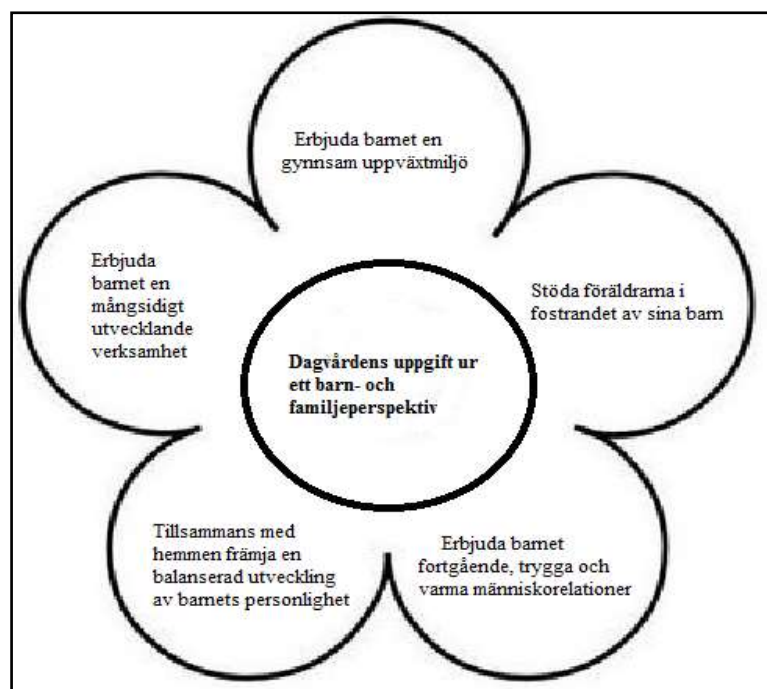 Erbjuda barnet en
gynnsam uppväxtmiljö
Erbjuda
barnet en
mångsidigt
utvecklande
verksamhet
Stöda föräldrarna i
fostrandet av sina barn
Dagvårdens uppgift ur
ett barn- och
familjeperspektiv
Tillsammans med
hemmen främja en
balanserad utveckling
av barnets personlighet
Erbjuda barnet
fortgående, trygga och
varma människorelationer